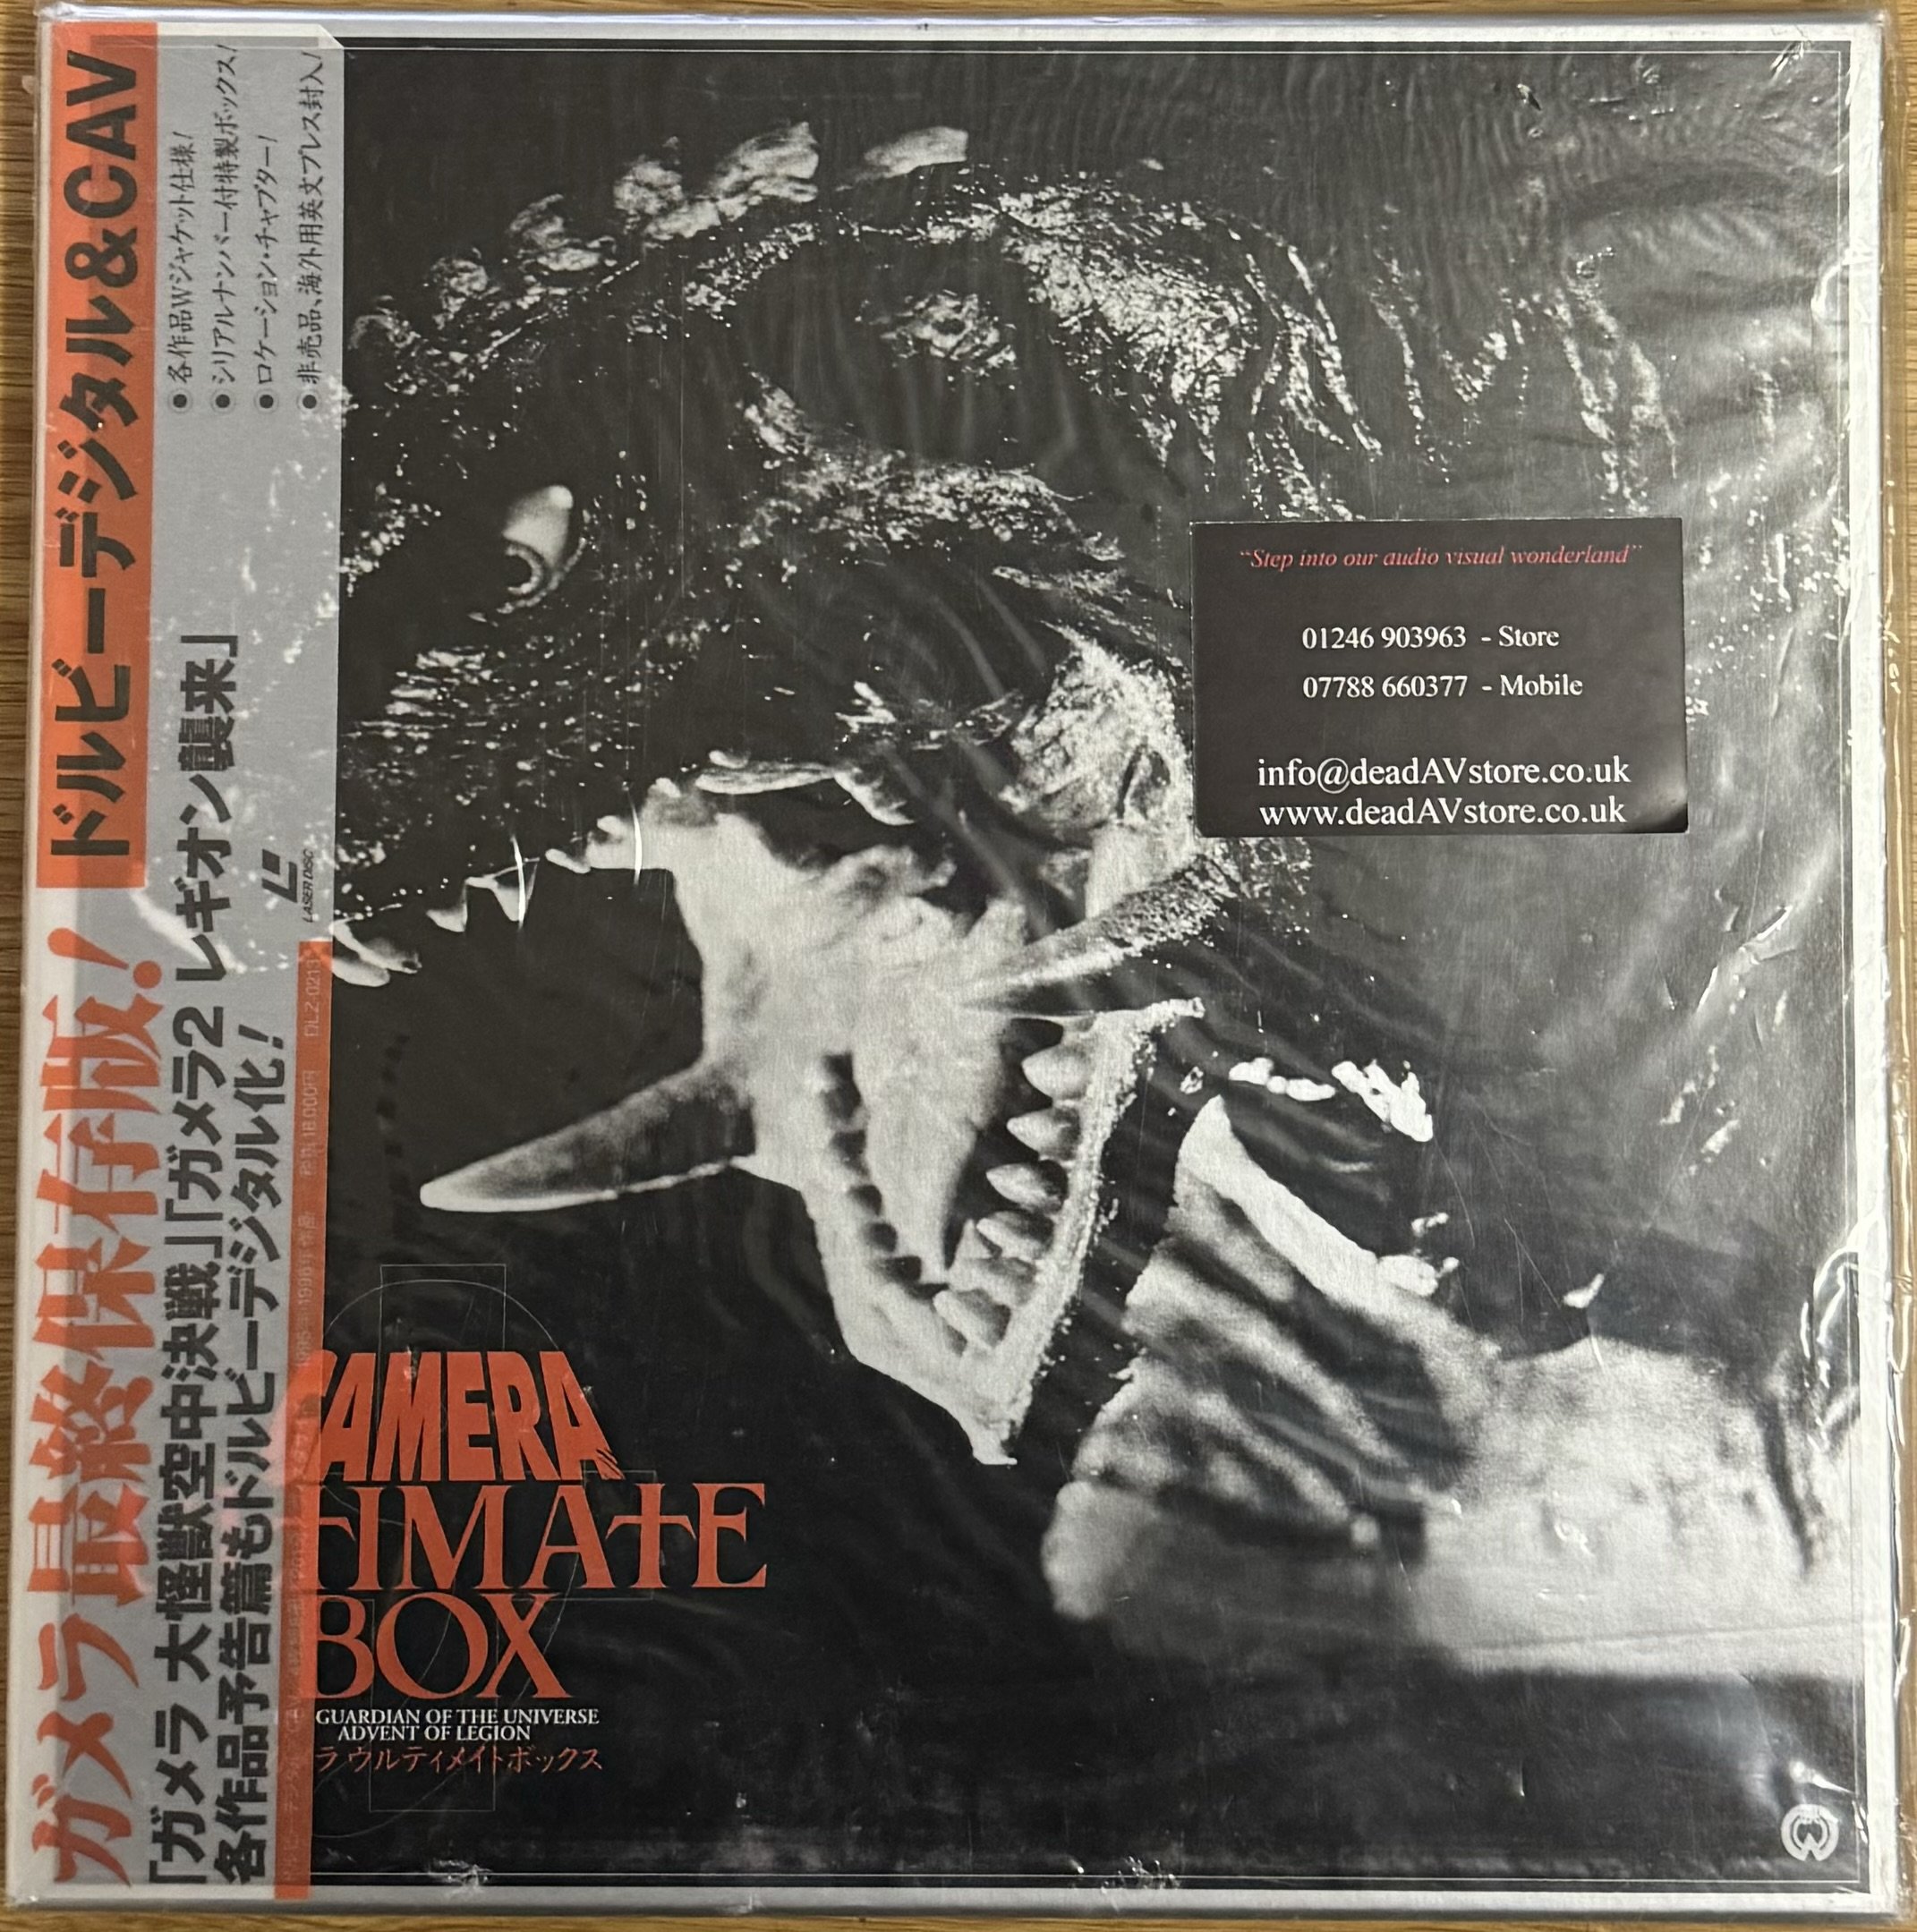 ガメラ最終保存版!
ドルビーデジタル&CAV
「ガメラ 大怪獣空中決戦」「ガメラ2 レギオン襲来」
各作品予告篇もドルビーデジタル化!
●各作品Wジャケット仕様!
●シリアルナンバー付特製ボックス!
●ロケーション・チャプター!
●非売品、海外用英文プレス封入!
LASER DISC
"Step into our audio visual wonderland"
01246 903963 - Store
07788 660377 - Mobile
info@deadAVstore.co.uk
www.deadAVstore.co.uk
AMERA
TIMATE
BOX
GUARDIAN OF THE UNIVERSE
ADVENT OF LEGION
ラ ウルティメイトボックス